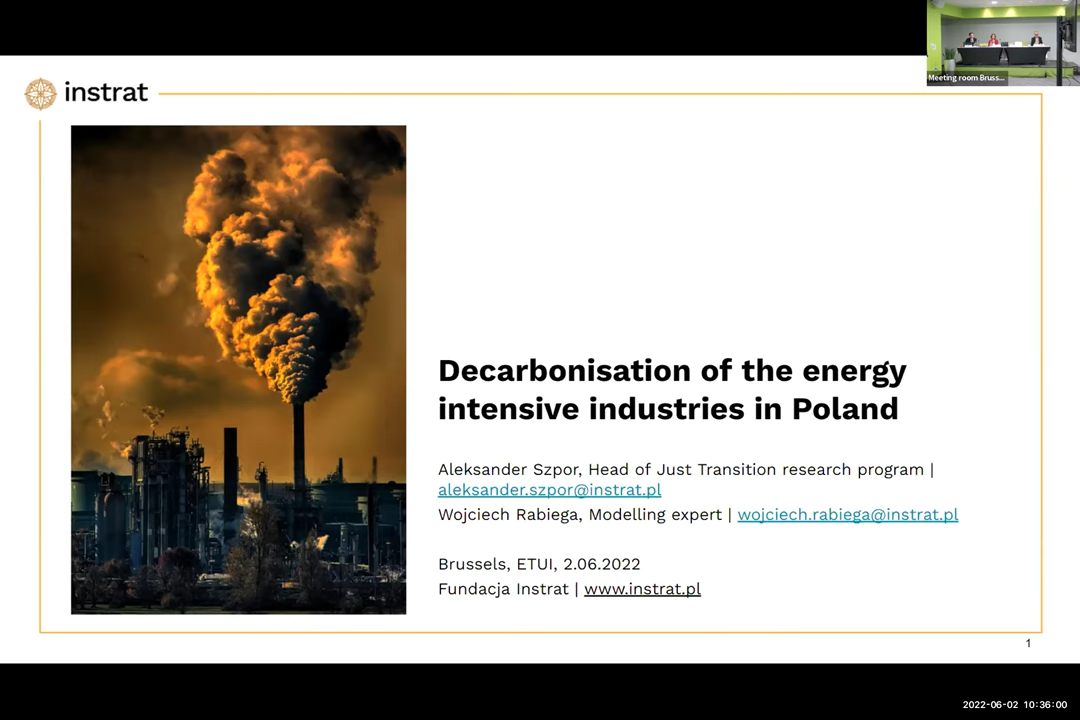 Meeting room Bruss...
instrat
Decarbonisation of the energy
intensive industries in Poland
Aleksander Szpor, Head of Just Transition research program |
aleksander.szpor@instrat.pl
Wojciech Rabiega, Modelling expert | wojciech.rabiega@instrat.pl
Brussels, ETUI, 2.06.2022
Fundacja Instrat | www.instrat.pl
1
2022-06-02 10:36:00